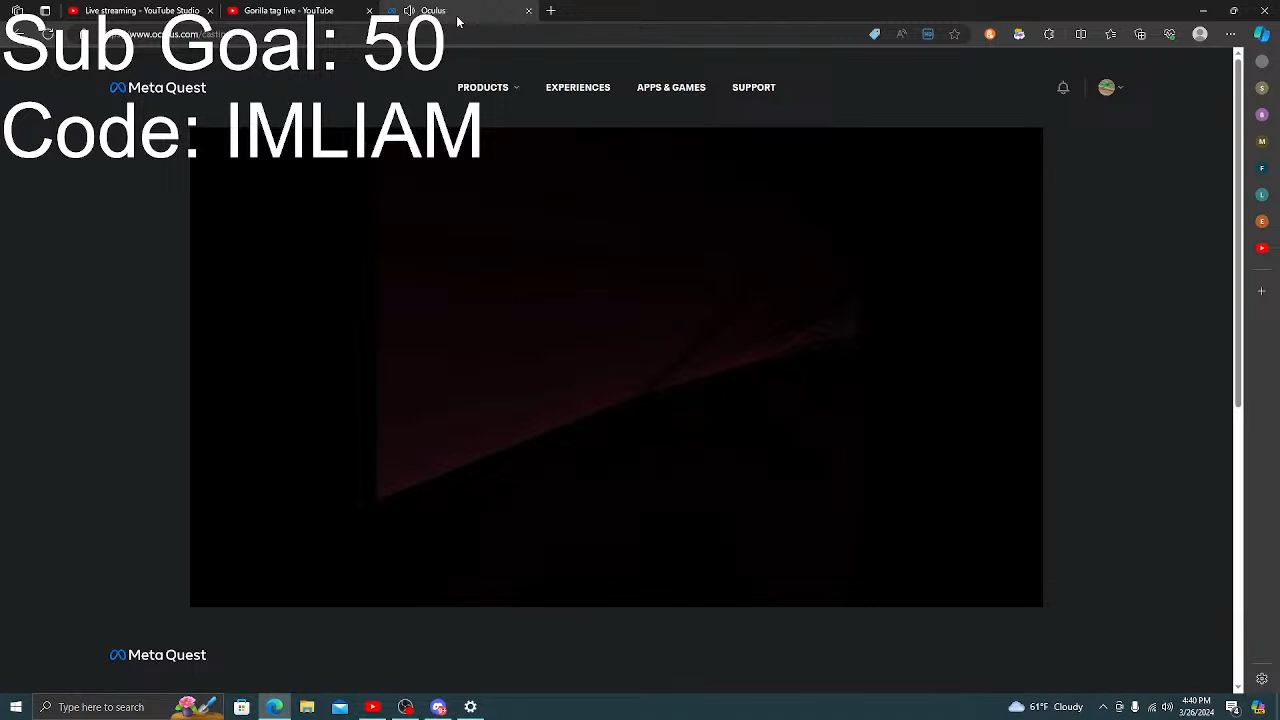 Live streaming - YouTube Studio
Gorilla tag live - YouTube
Oculus
Sub Goal: 50
Code: IMLIAM
Meta Quest
PRODUCTS
EXPERIENCES
APPS & GAMES
SUPPORT
S
B
M
F
L
E
Meta Quest
Type here to search
61°F Cloudy
4:40 PM
3/26/2024